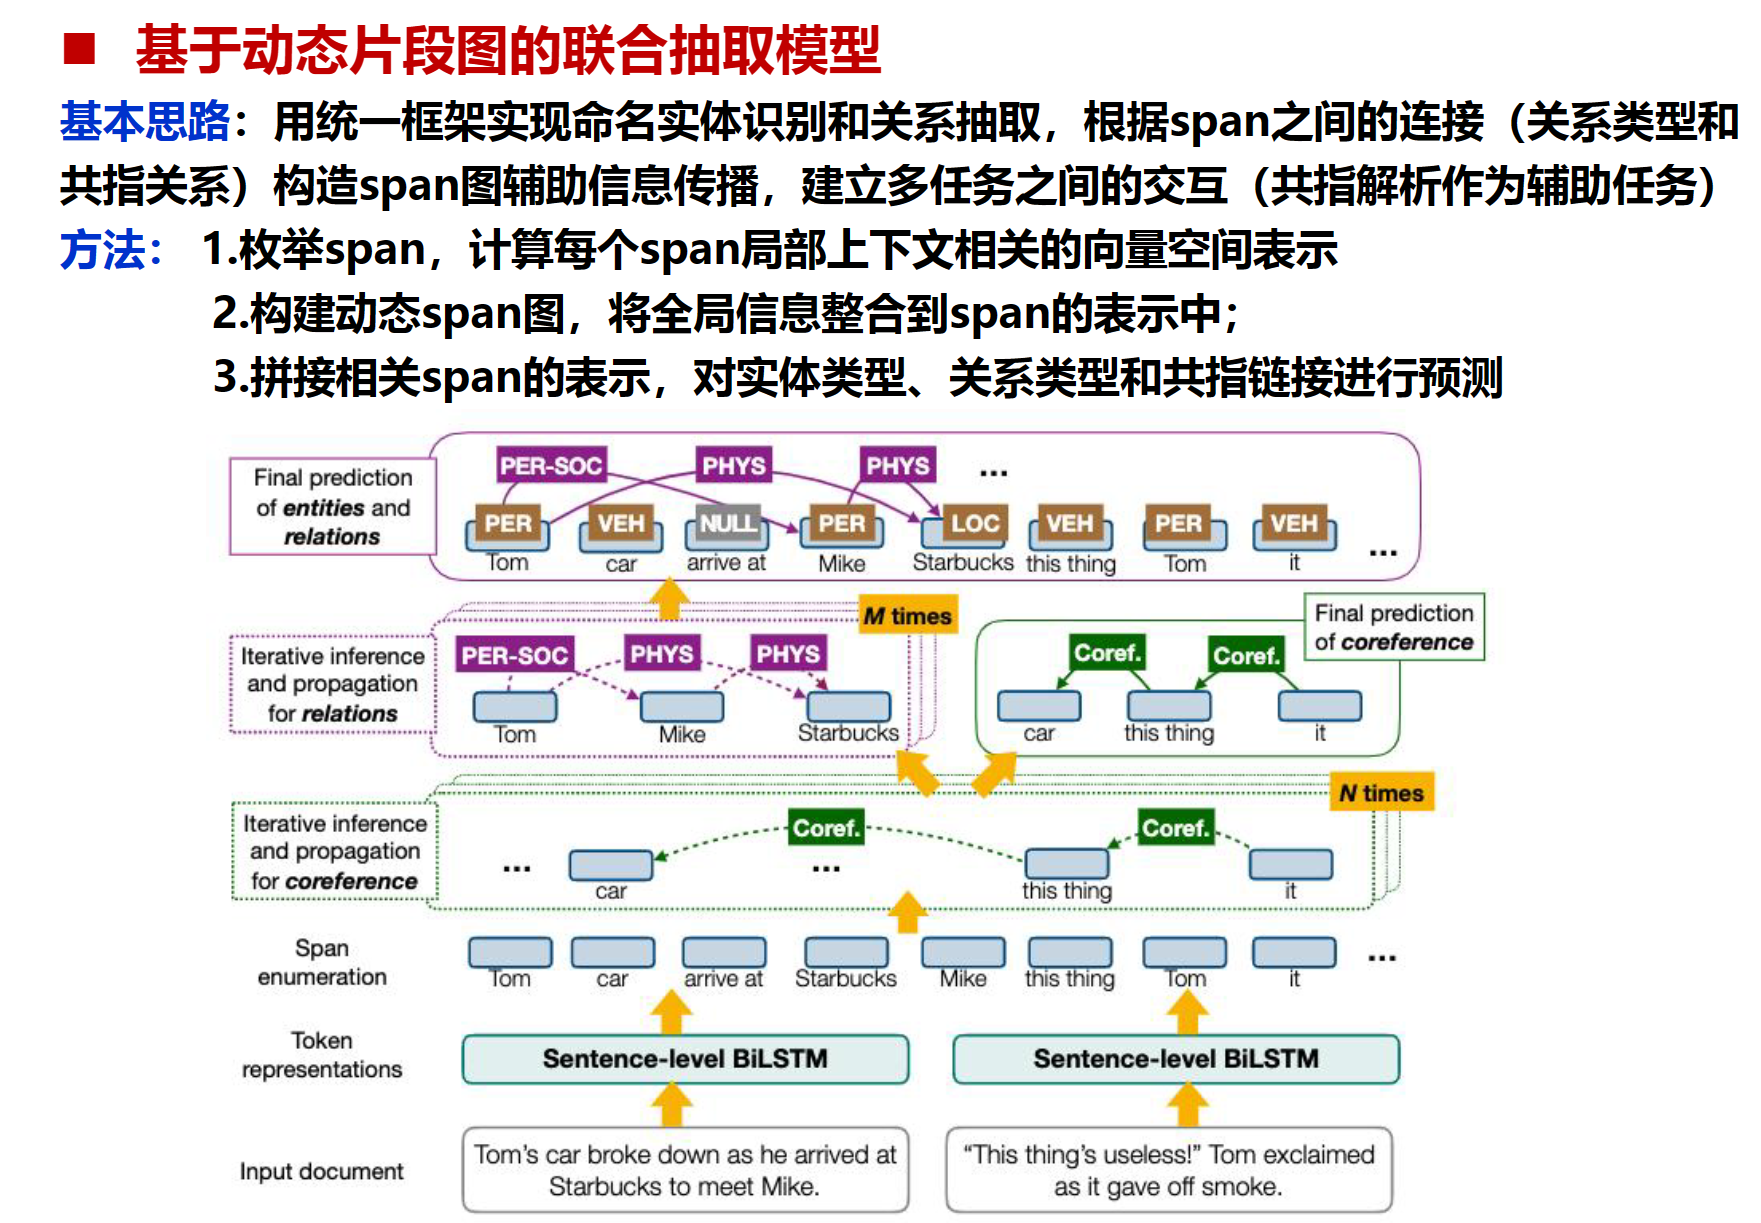 ■ 基于动态片段图的联合抽取模型
基本思路：用统一框架实现命名实体识别和关系抽取，根据span之间的连接（关系类型和
共指关系）构造span图辅助信息传播，建立多任务之间的交互（共指解析作为辅助任务）
方法： 1.枚举span，计算每个span局部上下文相关的向量空间表示
2.构建动态span图，将全局信息整合到span的表示中；
3.拼接相关span的表示，对实体类型、关系类型和共指链接进行预测
Final prediction
of entities and
relations
PER-SOC PHYS PHYS ...
PER VEH NULL PER LOC VEH PER VEH
Tom car arrive at Mike Starbucks this thing Tom it ...
M times
Iterative inference
and propagation
for relations
PER-SOC PHYS PHYS
Tom Mike Starbucks
Final prediction
of coreference
Coref. Coref.
car this thing it
N times
Iterative inference
and propagation
for coreference
Coref. Coref.
... car ... this thing it
Span
enumeration
Tom car arrive at Starbucks Mike this thing Tom it ...
Token
representations
Sentence-level BiLSTM Sentence-level BiLSTM
Input document
Tom’s car broke down as he arrived at
Starbucks to meet Mike.
“This thing’s useless!” Tom exclaimed
as it gave off smoke.